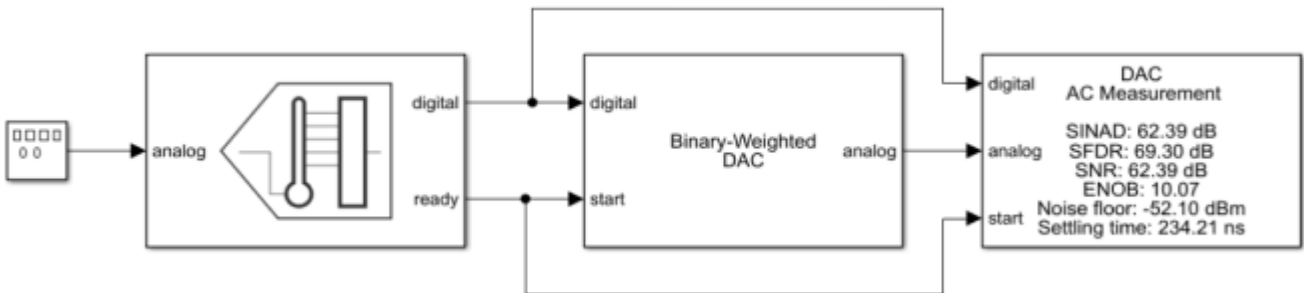 analog
digital
ready
digital
start
Binary-Weighted
DAC
analog
digital
analog
start
DAC
AC Measurement
SINAD: 62.39 dB
SFDR: 69.30 dB
SNR: 62.39 dB
ENOB: 10.07
Noise floor: -52.10 dBm
Settling time: 234.21 ns